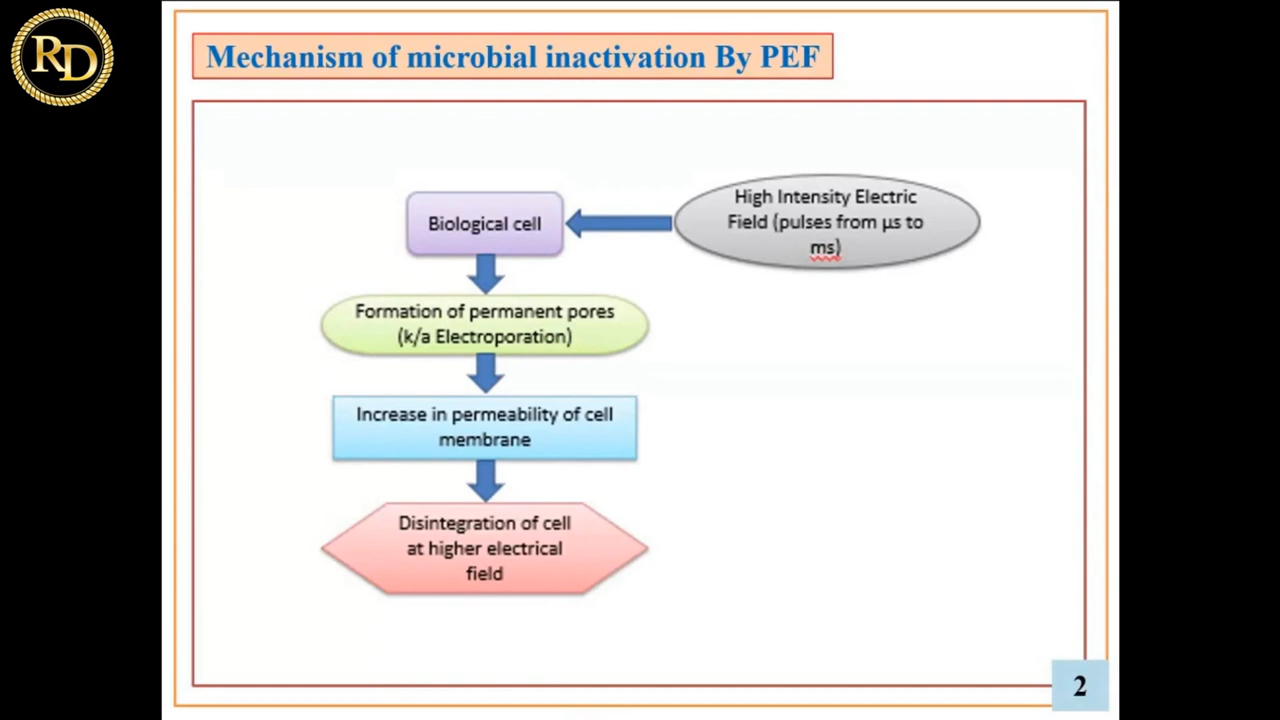 RD
Mechanism of microbial inactivation By PEF
High Intensity Electric
Field (pulses from µs to
ms)
Biological cell
Formation of permanent pores
(k/a Electroporation)
Increase in permeability of cell
membrane
Disintegration of cell
at higher electrical
field
2